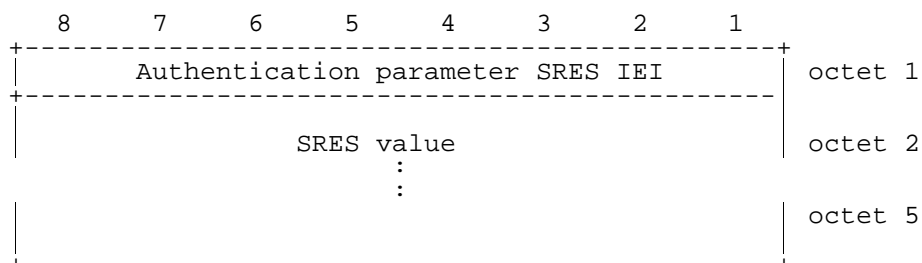 8 7 6 5 4 3 2 1
Authentication parameter SRES IEI octet 1
SRES value octet 2
:
:
octet 5